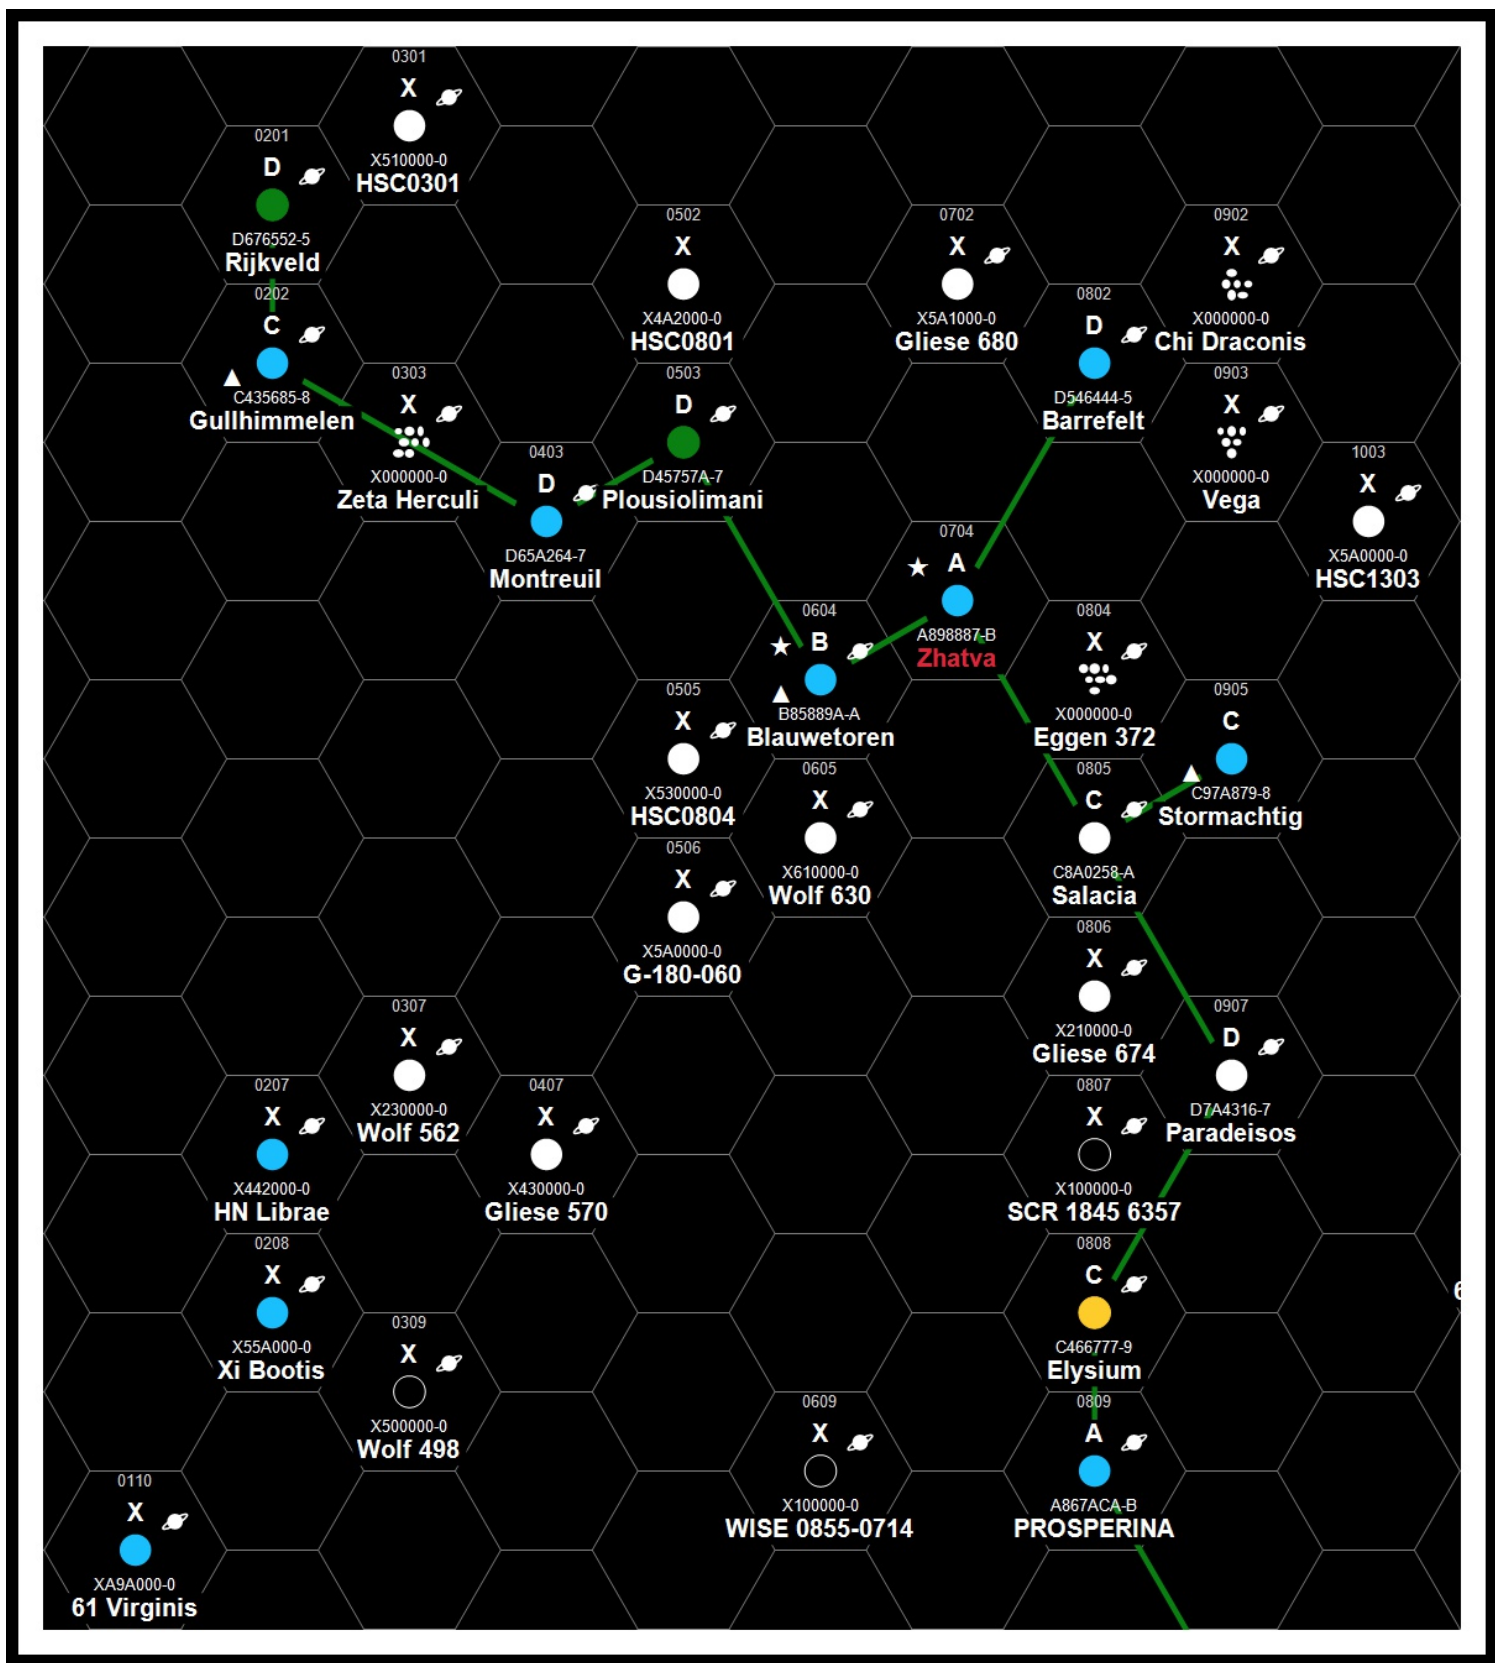 0301
X
X510000-0
HSC0301
0201
D
D676552-5
Rijkveld
0502
X
X4A2000-0
HSC0801
0702
X
X5A1000-0
Gliese 680
0902
X
X000000-0
Chi Draconis
0202
C
C435685-8
Gullhimmelen
0802
D
D546444-5
Barrefelt
0303
X
X000000-0
Zeta Herculi
0503
D
D45757A-7
Plousiolimani
0903
X
X000000-0
Vega
0403
D
D65A264-7
Montreuil
1003
X
X5A0000-0
HSC1303
0704
A
A898887-B
Zhatva
0604
B
B85889A-A
Blauwetoren
0804
X
X000000-0
Eggen 372
0505
X
X530000-0
HSC0804
0905
C
C97A879-8
Stormachtig
0605
X
X610000-0
Wolf 630
0805
C
C8A0258-A
Salacia
0506
X
X5A0000-0
G-180-060
0806
X
X210000-0
Gliese 674
0307
X
X230000-0
Wolf 562
0907
D
D7A4316-7
Paradeisos
0207
X
X442000-0
HN Librae
0407
X
X430000-0
Gliese 570
0807
X
X100000-0
SCR 1845 6357
0208
X
X55A000-0
Xi Bootis
0808
C
C466777-9
Elysium
6
0309
X
X500000-0
Wolf 498
0609
X
X100000-0
WISE 0855-0714
0809
A
A867ACA-B
PROSPERINA
0110
X
XA9A000-0
61 Virginis